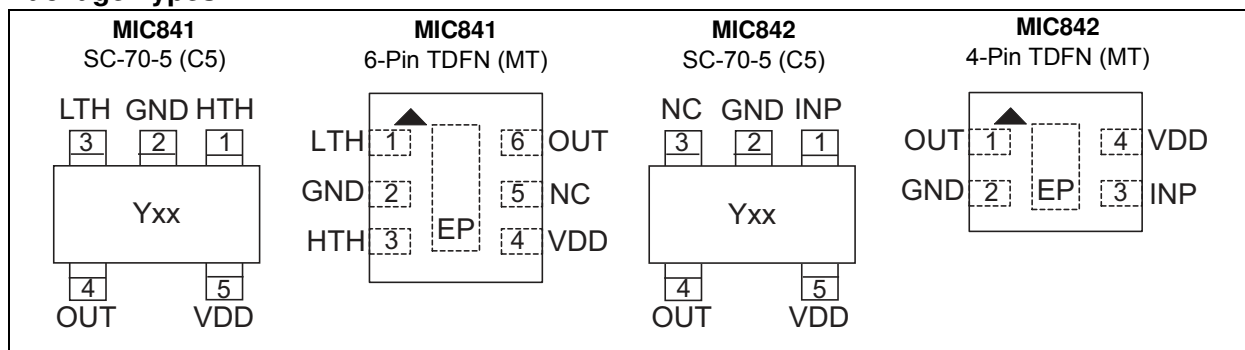 MIC841
SC-70-5 (C5)
LTH GND HTH
3 2 1
Yxx
4 5
OUT VDD
MIC841
6-Pin TDFN (MT)
LTH 1 6 OUT
GND 2 5 NC
HTH 3 EP 4 VDD
MIC842
SC-70-5 (C5)
NC GND INP
3 2 1
Yxx
4 5
OUT VDD
MIC842
4-Pin TDFN (MT)
OUT 1 4 VDD
GND 2 EP 3 INP